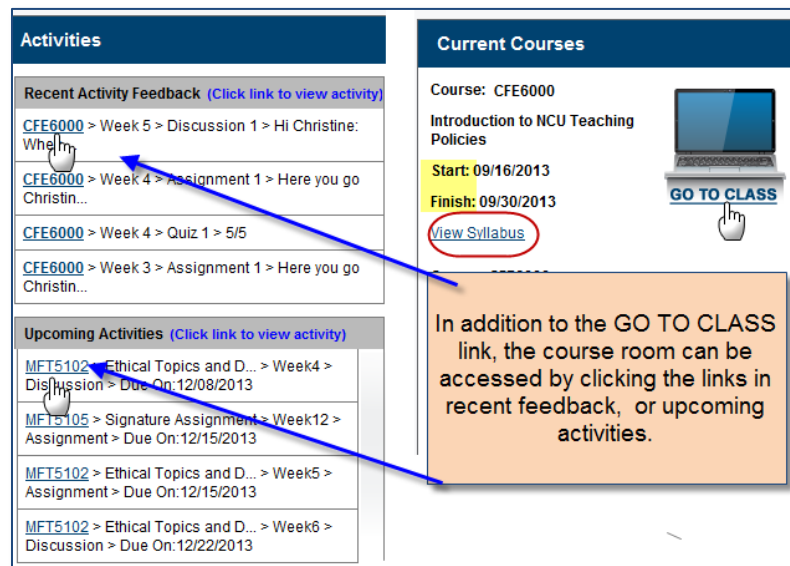 Activities
Recent Activity Feedback (Click link to view activity)
CFE6000 > Week 5 > Discussion 1 > Hi Christine:
CFE6000 > Week 4 > Assignment 1 > Here you go
Christin...
CFE6000 > Week 4 > Quiz 1 > 5/5
CFE6000 > Week 3 > Assignment 1 > Here you go
Christin...
Upcoming Activities (Click link to view activity)
MFT5102 > Ethical Topics and D... > Week4 >
Discussion > Due On:12/08/2013
MFT5105 > Signature Assignment > Week12 >
Assignment > Due On:12/15/2013
MFT5102 > Ethical Topics and D... > Week5 >
Assignment > Due On:12/15/2013
MFT5102 > Ethical Topics and D... > Week6 >
Discussion > Due On:12/22/2013
Current Courses
Course: CFE6000
Introduction to NCU Teaching
Policies
Start: 09/16/2013
Finish: 09/30/2013
View Syllabus
GO TO CLASS
In addition to the GO TO CLASS
link, the course room can be
accessed by clicking the links in
recent feedback, or upcoming
activities.